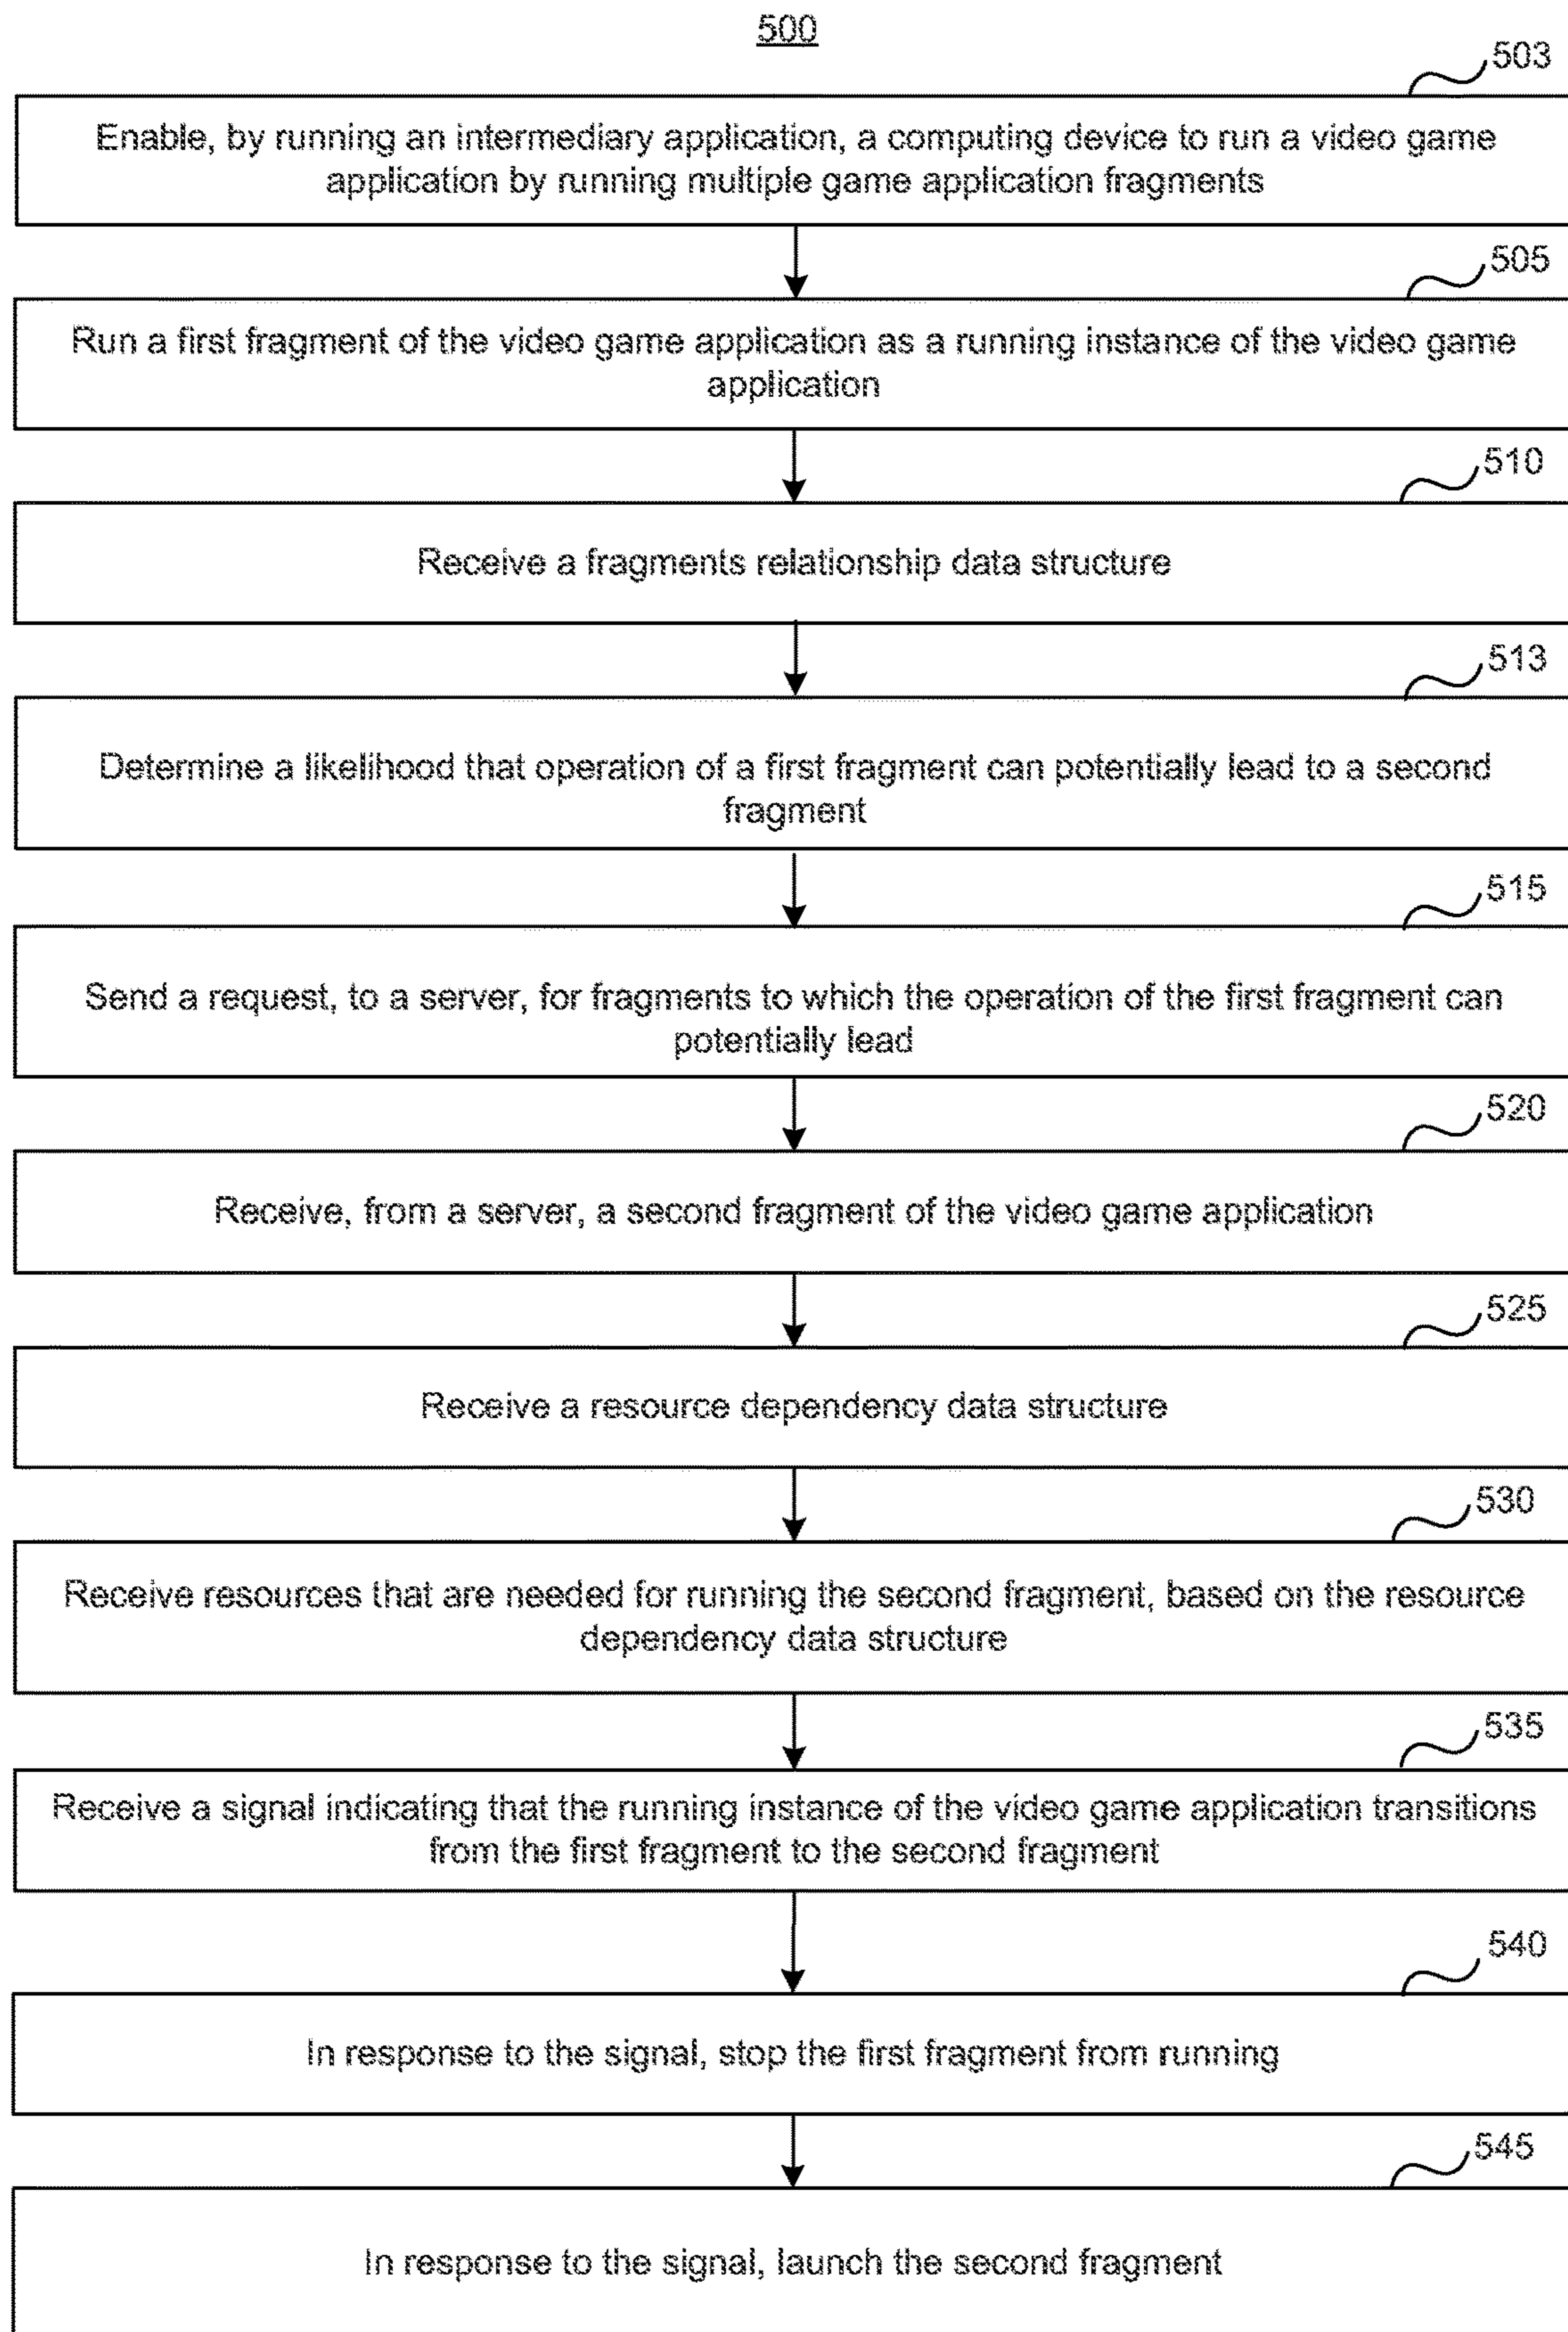 500
503
Enable, by running an intermediary application, a computing device to run a video game
application by running multiple game application fragments
505
Run a first fragment of the video game application as a running instance of the video game
application
510
Receive a fragments relationship data structure
513
Determine a likelihood that operation of a first fragment can potentially lead to a second
fragment
515
Send a request, to a server, for fragments to which the operation of the first fragment can
potentially lead
520
Receive, from a server, a second fragment of the video game application
525
Receive a resource dependency data structure
530
Receive resources that are needed for running the second fragment, based on the resource
dependency data structure
535
Receive a signal indicating that the running instance of the video game application transitions
from the first fragment to the second fragment
540
In response to the signal, stop the first fragment from running
545
In response to the signal, launch the second fragment